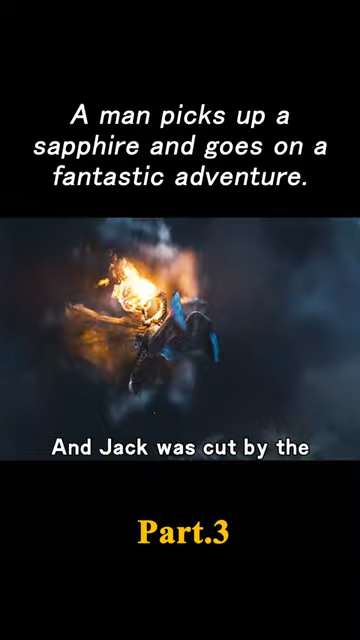 A man picks up a
sapphire and goes on a
fantastic adventure.
And Jack was cut by the
Part.3